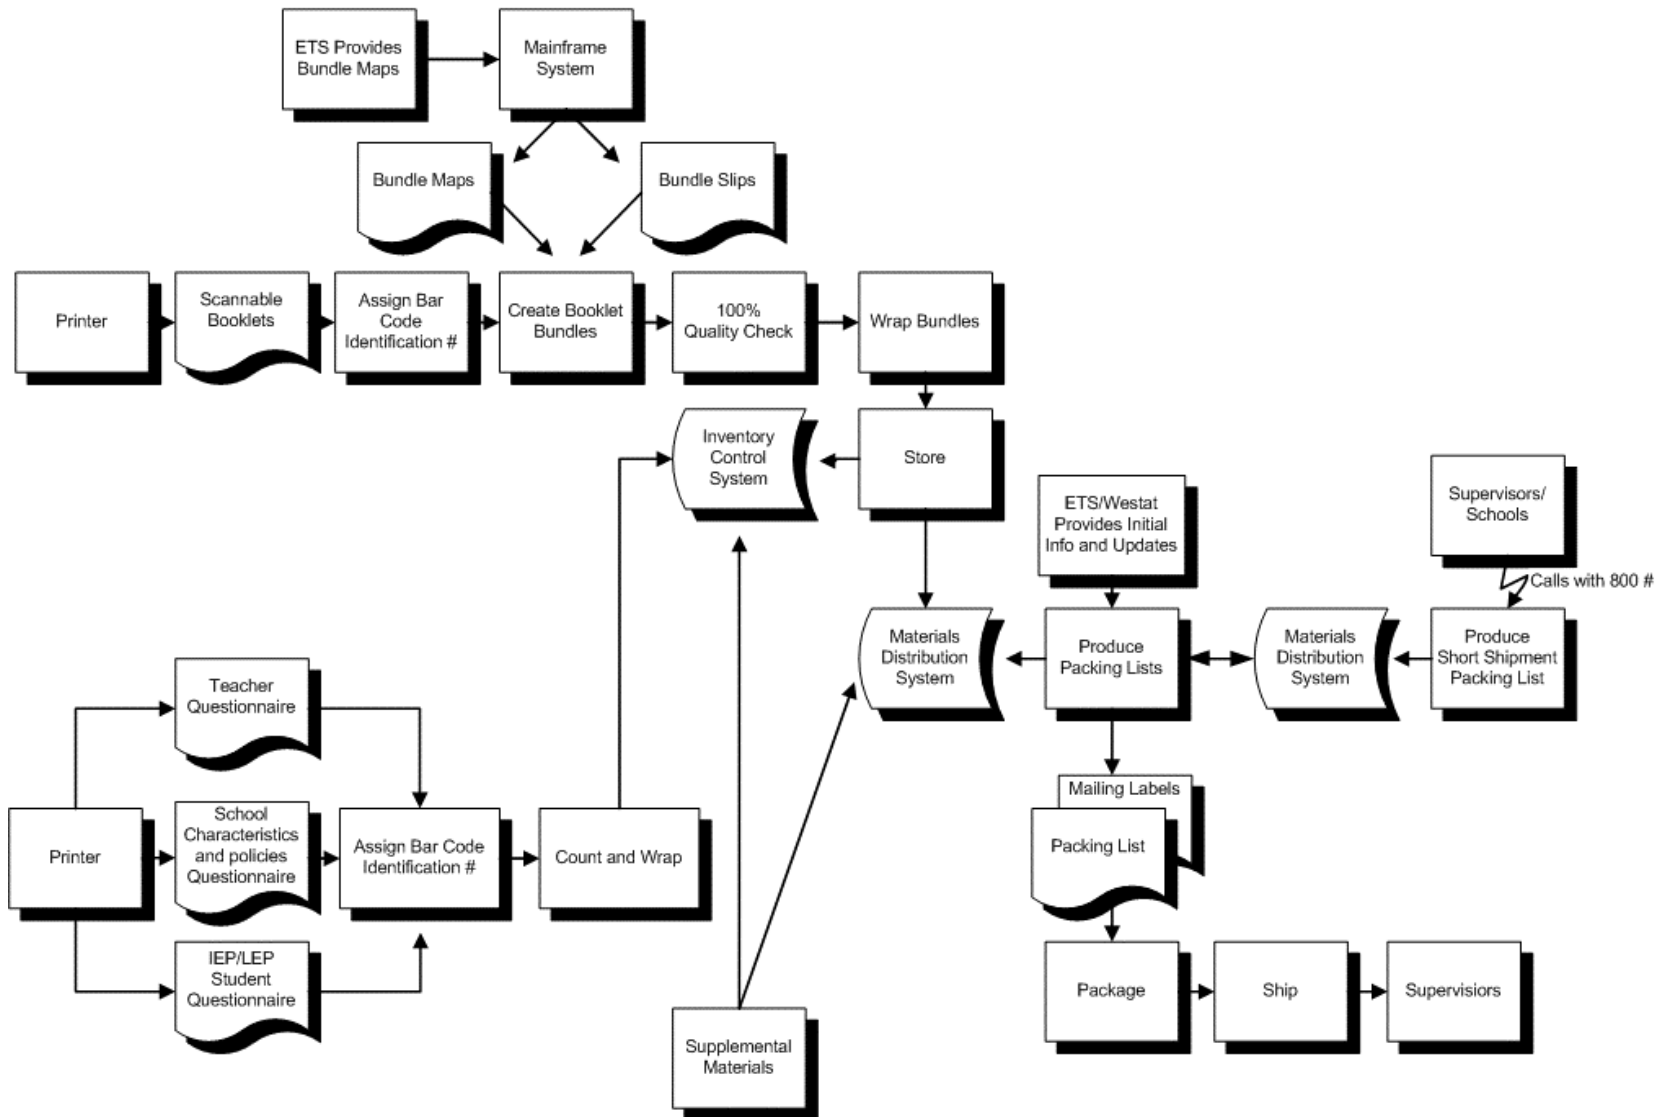 ETS Provides
Bundle Maps
Mainframe
System
Bundle Maps
Bundle Slips
Printer
Scannable
Booklets
Assign Bar
Code
Identification #
Create Booklet
Bundles
100%
Quality Check
Wrap Bundles
Inventory
Control
System
Store
ETS/Westat
Provides Initial
Info and Updates
Supervisors/
Schools
Calls with 800 #
Materials
Distribution
System
Produce
Packing Lists
Materials
Distribution
System
Produce
Short Shipment
Packing List
Teacher
Questionnaire
Printer
School
Characteristics
and policies
Questionnaire
Assign Bar Code
Identification #
Count and Wrap
Mailing Labels
Packing List
IEP/LEP
Student
Questionnaire
Package
Ship
Supervisiors
Supplemental
Materials